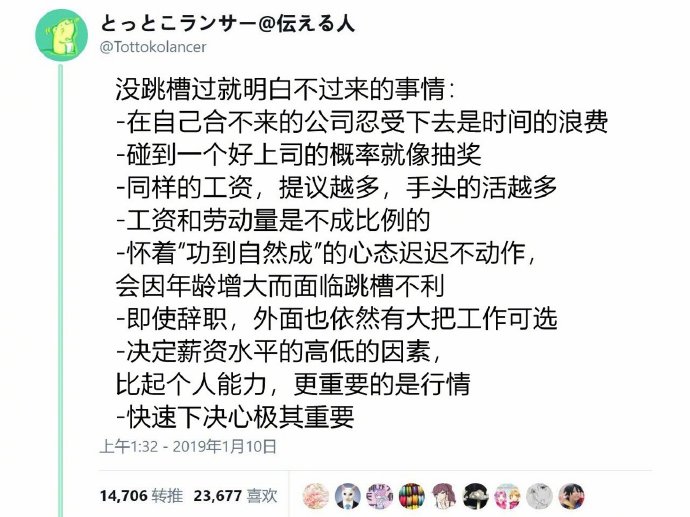 とっとこランサー@伝える人
@Tottokolancer
没跳槽过就明白不过来的事情：
-在自己合不来的公司忍受下去是时间的浪费
-碰到一个好上司的概率就像抽奖
-同样的工资，提议越多，手头的活越多
-工资和劳动量是不成比例的
-怀着“功到自然成”的心态迟迟不动作，
会因年龄增大而面临跳槽不利
-即使辞职，外面也依然有大把工作可选
-决定薪资水平的高低的因素，
比起个人能力，更重要的是行情
-快速下决心极其重要
上午1:32 - 2019年1月10日
14,706 转推 23,677 喜欢